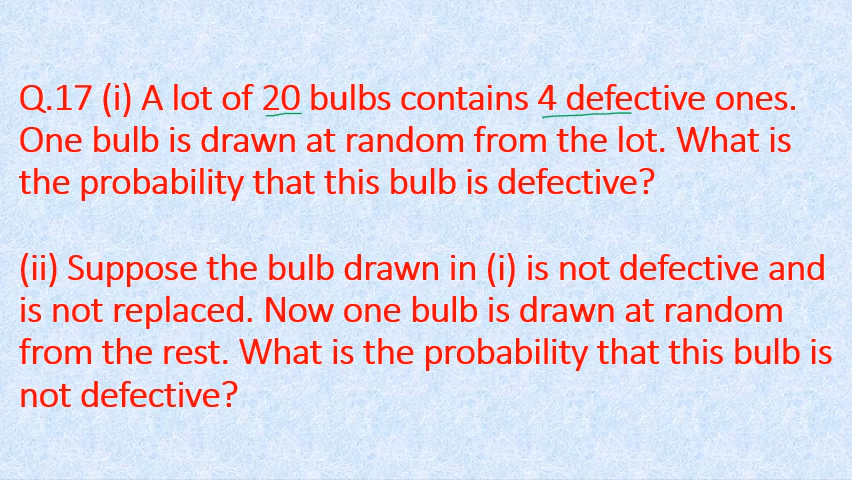 Q.17 (i) A lot of 20 bulbs contains 4 defective ones.
One bulb is drawn at random from the lot. What is
the probability that this bulb is defective?
(ii) Suppose the bulb drawn in (i) is not defective and
is not replaced. Now one bulb is drawn at random
from the rest. What is the probability that this bulb is
not defective?